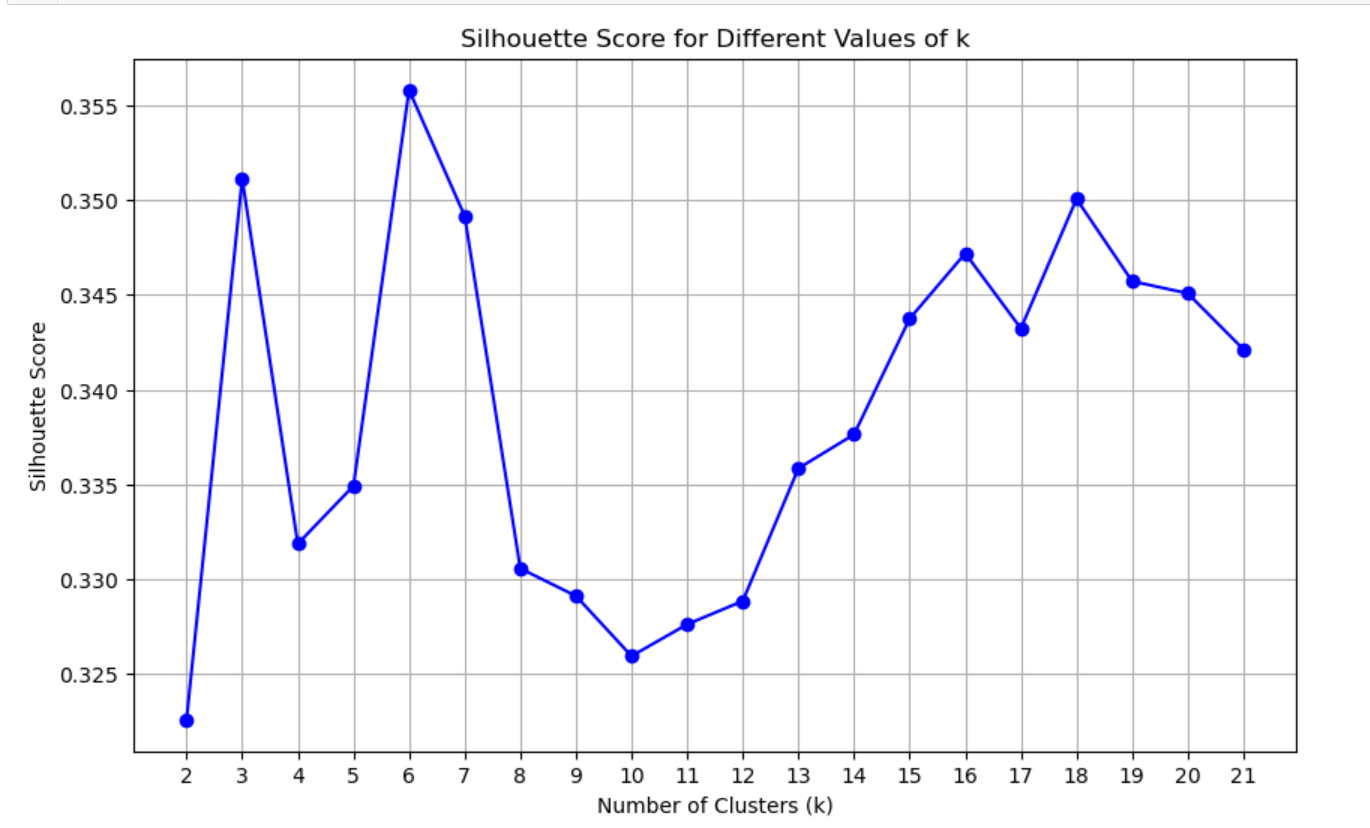 Silhouette Score for Different Values of k
0.355
0.350
0.345
0.340
0.335
0.330
0.325
Silhouette Score
2 3 4 5 6 7 8 9 10 11 12 13 14 15 16 17 18 19 20 21
Number of Clusters (k)